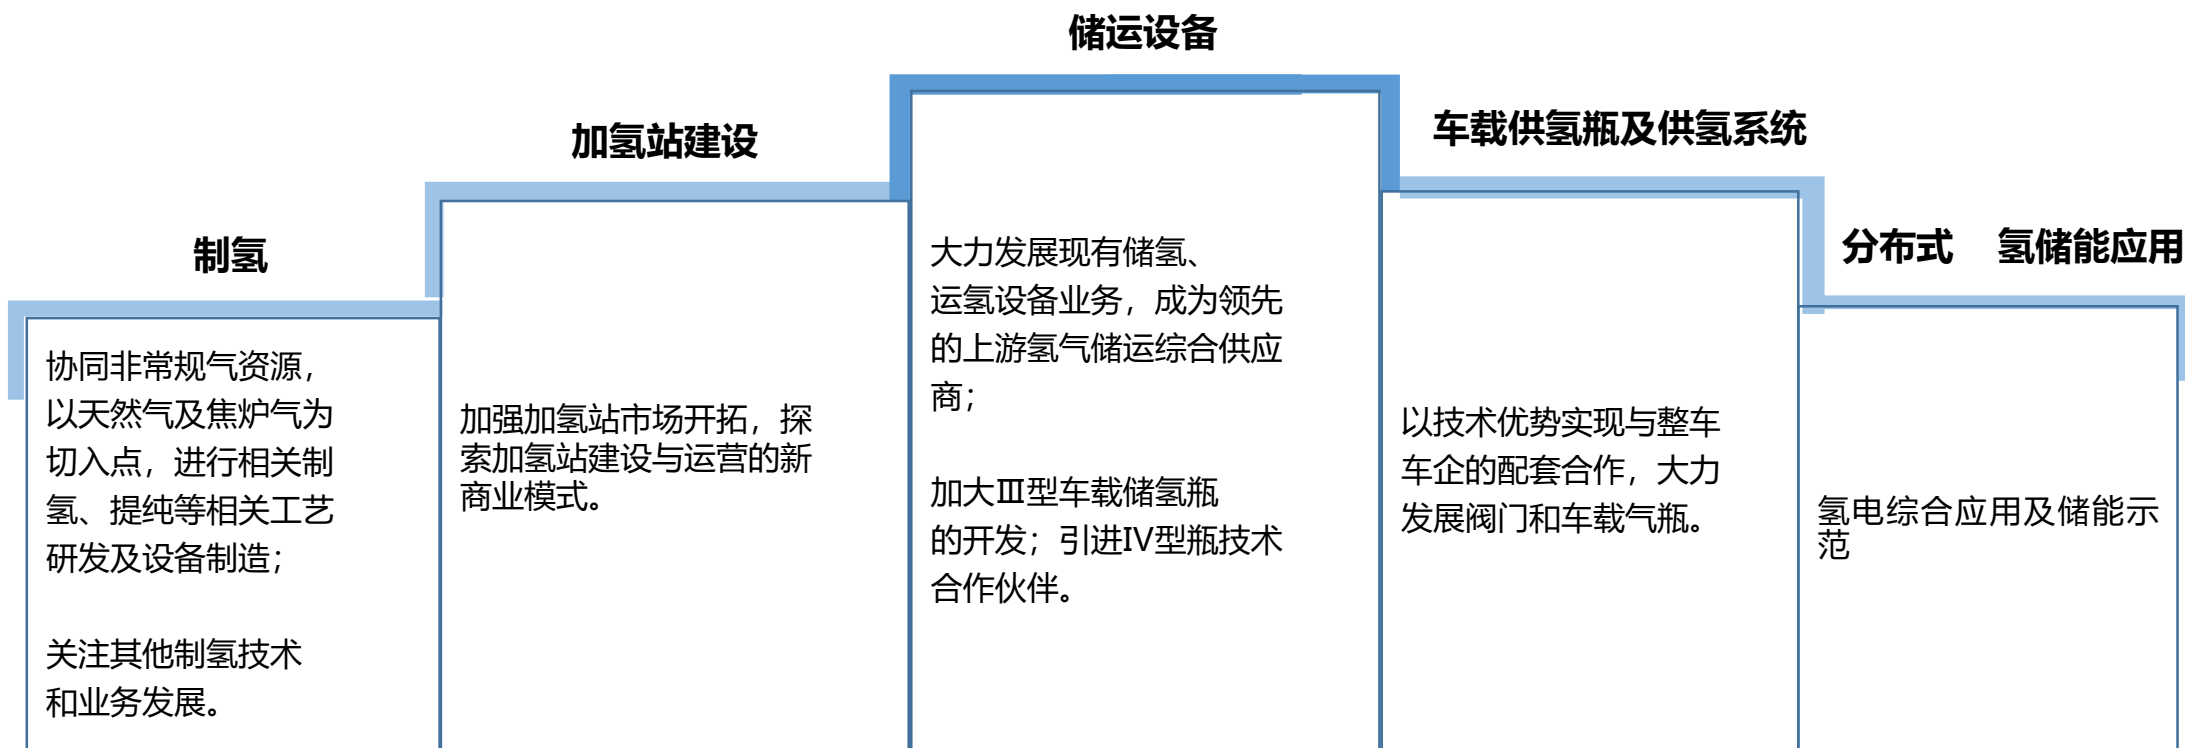 储运设备
加氢站建设
车载供氢瓶及供氢系统
制氢
分布式 氢储能应用
协同非常规气资源，
以天然气及焦炉气为
切入点，进行相关制
氢、提纯等相关工艺
研发及设备制造；
关注其他制氢技术
和业务发展。
加强加氢站市场开拓，探
索加氢站建设与运营的新
商业模式。
大力发展现有储氢、
运氢设备业务，成为领先
的上游氢气储运综合供应
商；
加大Ⅲ型车载储氢瓶
的开发；引进IV型瓶技术
合作伙伴。
以技术优势实现与整车
车企的配套合作，大力
发展阀门和车载气瓶。
氢电综合应用及储能示
范